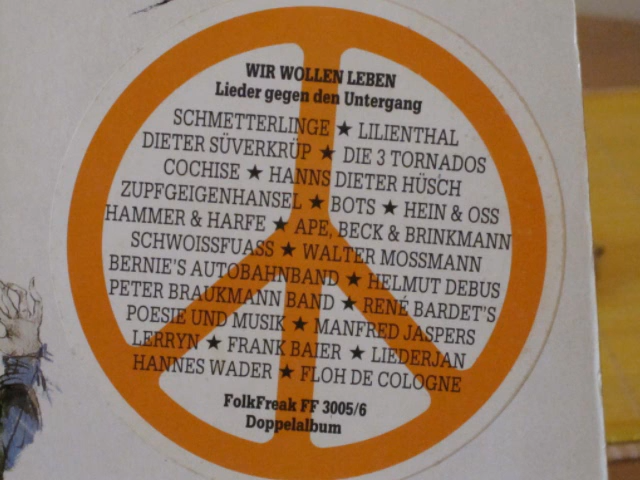 WIR WOLLEN LEBEN
Lieder gegen den Untergang
SCHMETTERLINGE ★ LILIENTHAL
DIETER SÜVERKRÜP ★ DIE 3 TORNADOS
COCHISE ★ HANNS DIETER HÜSCH
ZUPFGEIGENHANSEL ★ BOTS ★ HEIN & OSS
HAMMER & HARFE ★ APE, BECK & BRINKMANN
SCHWOISSFUASS ★ WALTER MOSSMANN
BERNIE'S AUTOBAHNBAND ★ HELMUT DEBUS
PETER BRAUKMANN BAND ★ RENÉ BARDET'S
POESIE UND MUSIK ★ MANFRED JASPERS
LERRYN ★ FRANK BAIER ★ LIEDERJAN
HANNES WADER ★ FLOH DE COLOGNE
FolkFreak FF 3005/6
Doppelalbum